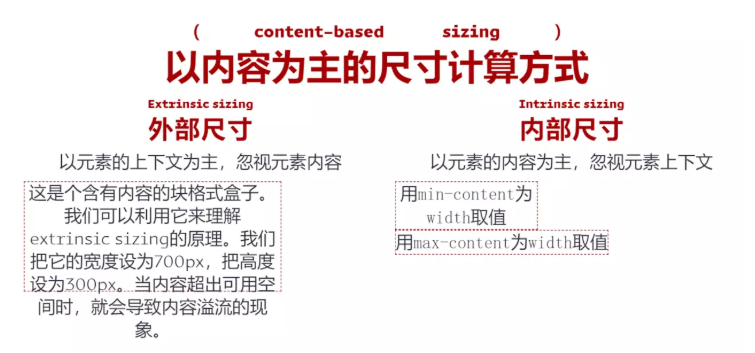 ( content-based sizing )
以内容为主的尺寸计算方式
Extrinsic sizing
外部尺寸
以元素的上下文为主，忽视元素内容
这是个含有内容的块格式盒子。
我们可以利用它来理解
extrinsic sizing的原理。我们
把它的宽度设为700px，把高度
设为300px。当内容超出可用空
间时，就会导致内容溢流的现
象。
Intrinsic sizing
内部尺寸
以元素的内容为主，忽视元素上下文
用min-content为
width取值
用max-content为width取值